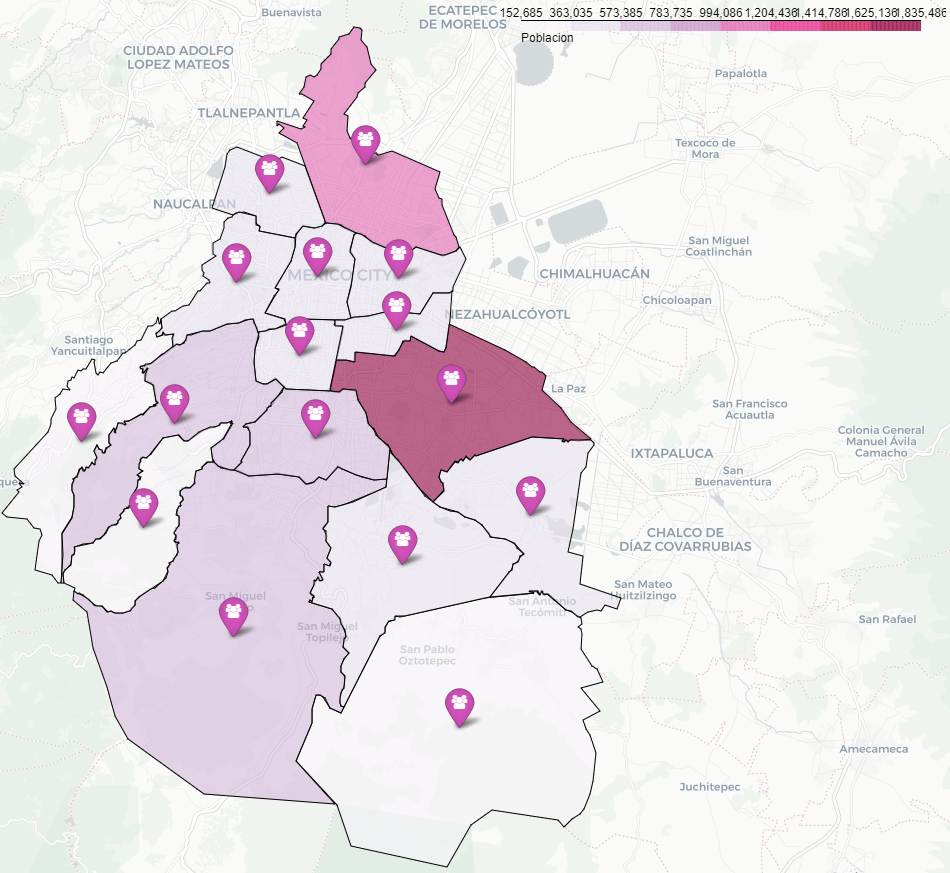 Buenavista
ECATEPEC
DE MORELOS
152,685 363,035 573,385 783,735 994,086 1,204,436 1,414,786 1,625,136 1,835,486
Poblacion
CIUDAD ADOLFO
LOPEZ MATEOS
Papalotla
TLALNEPANTLA
Texcoco de
Mora
NAUCALPAN
San Miguel
Coatlinchán
MEXICO CITY
CHIMALHUACÁN
Chicoloapan
NEZAHUALCÓYOTL
Santiago
Yancuitlalpan
La Paz
San Francisco
Acuautla
Colonia General
Manuel Ávila
Camacho
IXTAPALUCA
San
Buenaventura
CHALCO DE
DÍAZ COVARRUBIAS
San Mateo
Huitzilzingo
San Miguel
San Antonio
Tecómitl
San Rafael
San Miguel
Topilejo
San Pablo
Oztotepec
Amecameca
Juchitepec